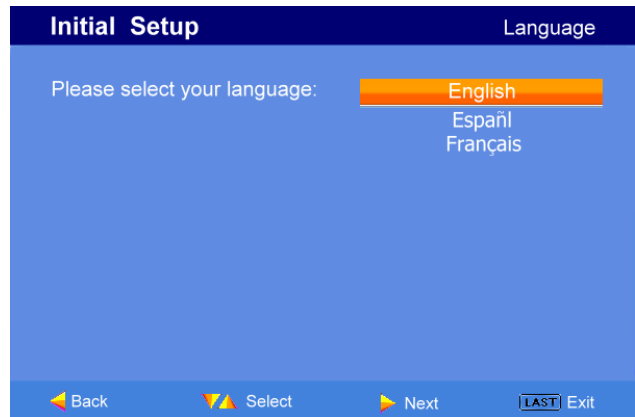 Initial Setup Language
Please select your language: English
Españl
Français
Back Select Next LAST Exit